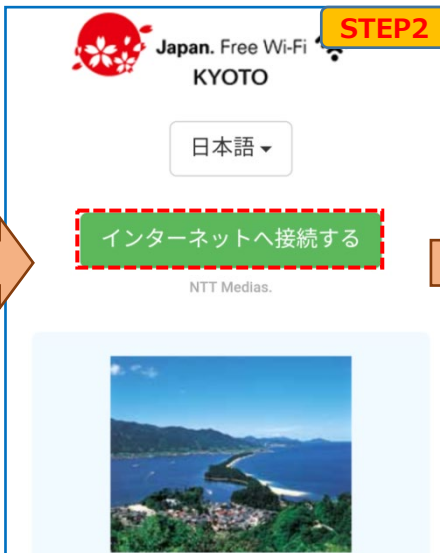 STEP2
Japan. Free Wi-Fi
KYOTO
日本語
インターネットへ接続する
NTT Medias.